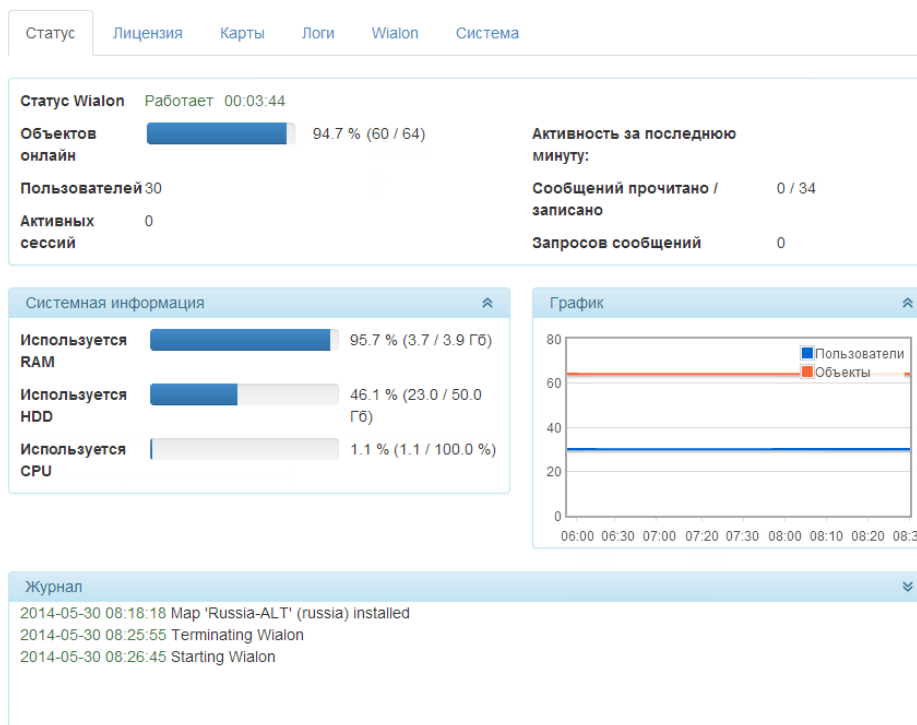 Статус Лицензия Карты Логи Wialon Система
Статус Wialon Работает 00:03:44
Объектов онлайн 94.7 % (60 / 64)
Пользователей 30
Активных сессий 0
Активность за последнюю минуту:
Сообщений прочитано / записано 0 / 34
Запросов сообщений 0
Системная информация
Используется RAM 95.7 % (3.7 / 3.9 Гб)
Используется HDD 46.1 % (23.0 / 50.0 Гб)
Используется CPU 1.1 % (1.1 / 100.0 %)
График
80
60
40
20
0
Пользователи
Объекты
06:00 06:30 07:00 07:20 07:30 08:00 08:10 08:20 08:3
Журнал
2014-05-30 08:18:18 Map 'Russia-ALT' (russia) installed
2014-05-30 08:25:55 Terminating Wialon
2014-05-30 08:26:45 Starting Wialon